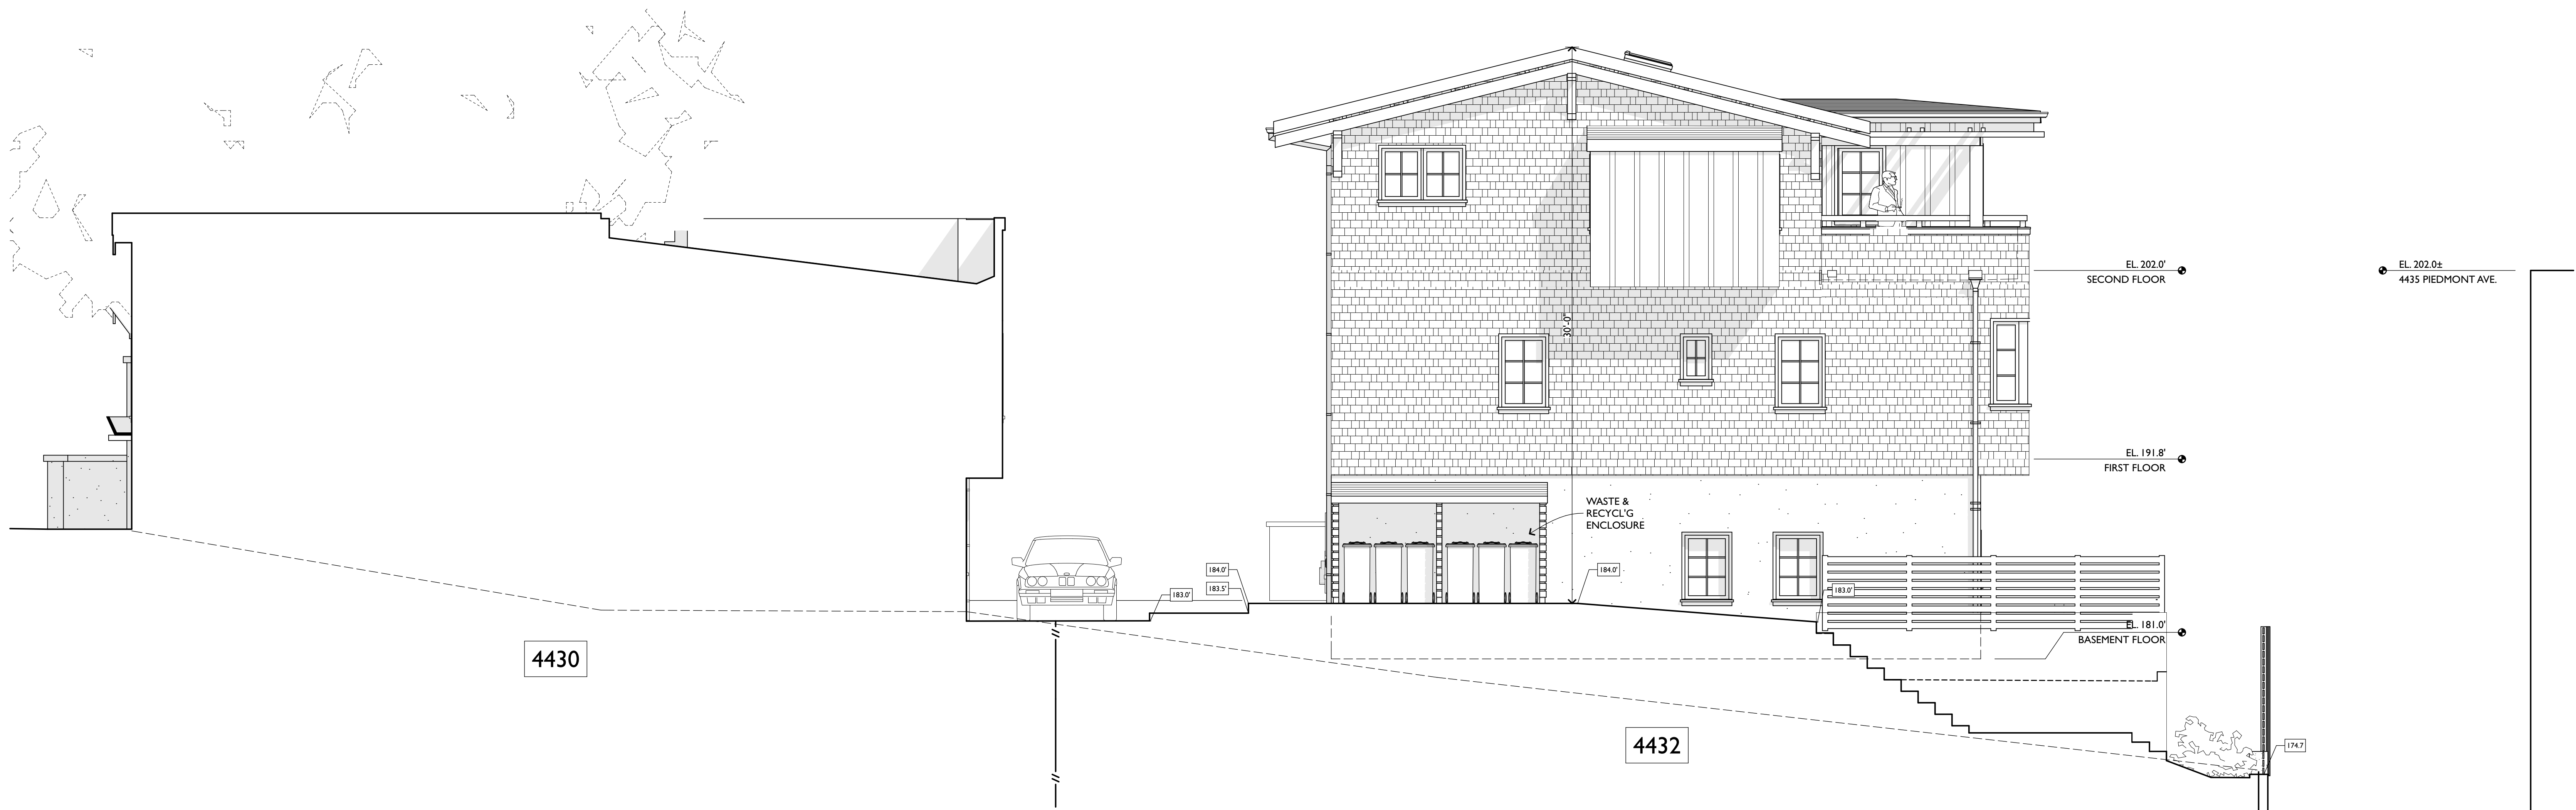 EL. 202.0'
SECOND FLOOR
EL. 202.0±
4435 PIEDMONT AVE.
30'-0"
EL. 191.8'
FIRST FLOOR
WASTE &
RECYCL'G
ENCLOSURE
184.0'
183.5'
183.0'
184.0'
183.0'
EL. 181.0'
BASEMENT FLOOR
4430
4432
174.7